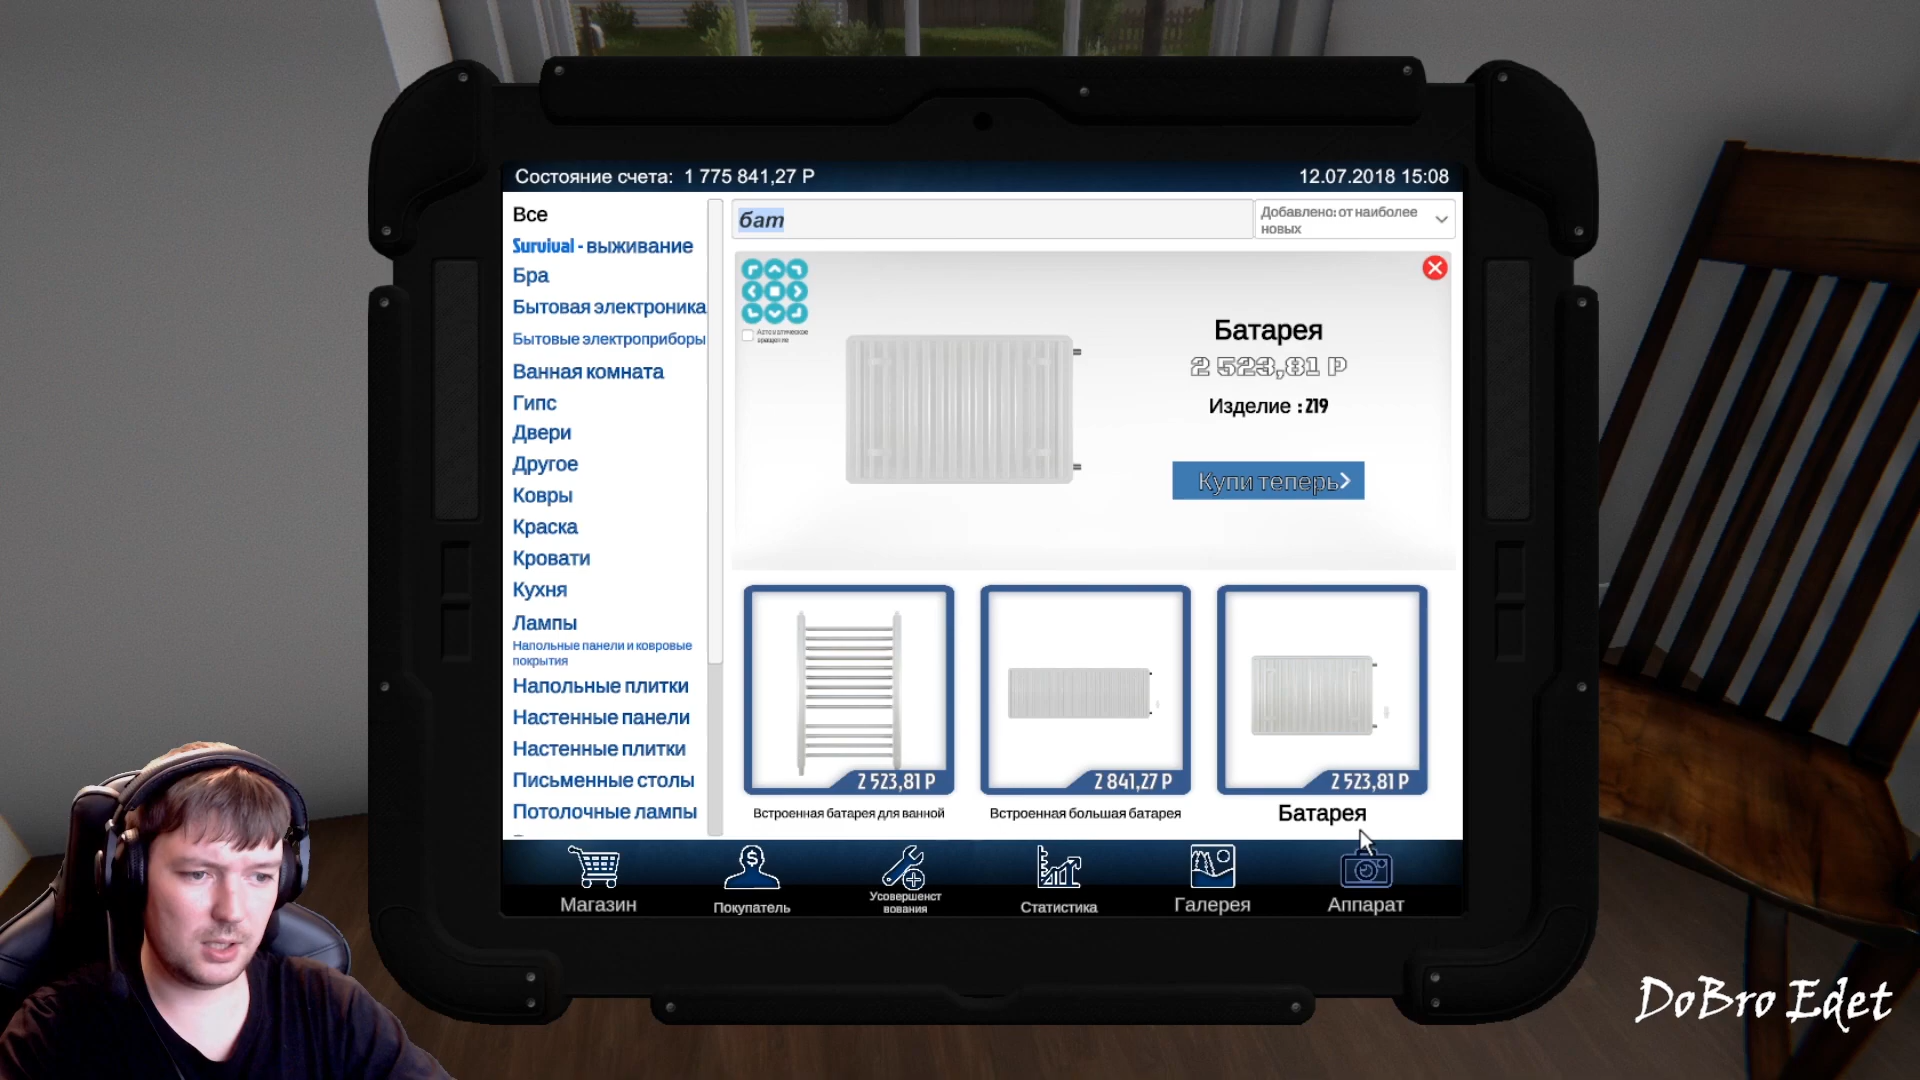 Состояние счета: 1 775 841,27 Р
12.07.2018 15:08
Все
Survival - выживание
Бра
Бытовая электроника
Бытовые электроприборы
Ванная комната
Гипс
Двери
Другое
Ковры
Краска
Кровати
Кухня
Лампы
Напольные панели и ковровые
покрытия
Напольные плитки
Настенные панели
Настенные плитки
Письменные столы
Потолочные лампы
бат
Добавлено: от наиболее
новых
Автоматическое
вращение
Батарея
2 523,81 Р
Изделие : 219
Купи теперь
2 523,81 Р
Встроенная батарея для ванной
2 841,27 Р
Встроенная большая батарея
2 523,81 Р
Батарея
Магазин
Покупатель
Усовершенст
вования
Статистика
Галерея
Аппарат
DoBro Edet